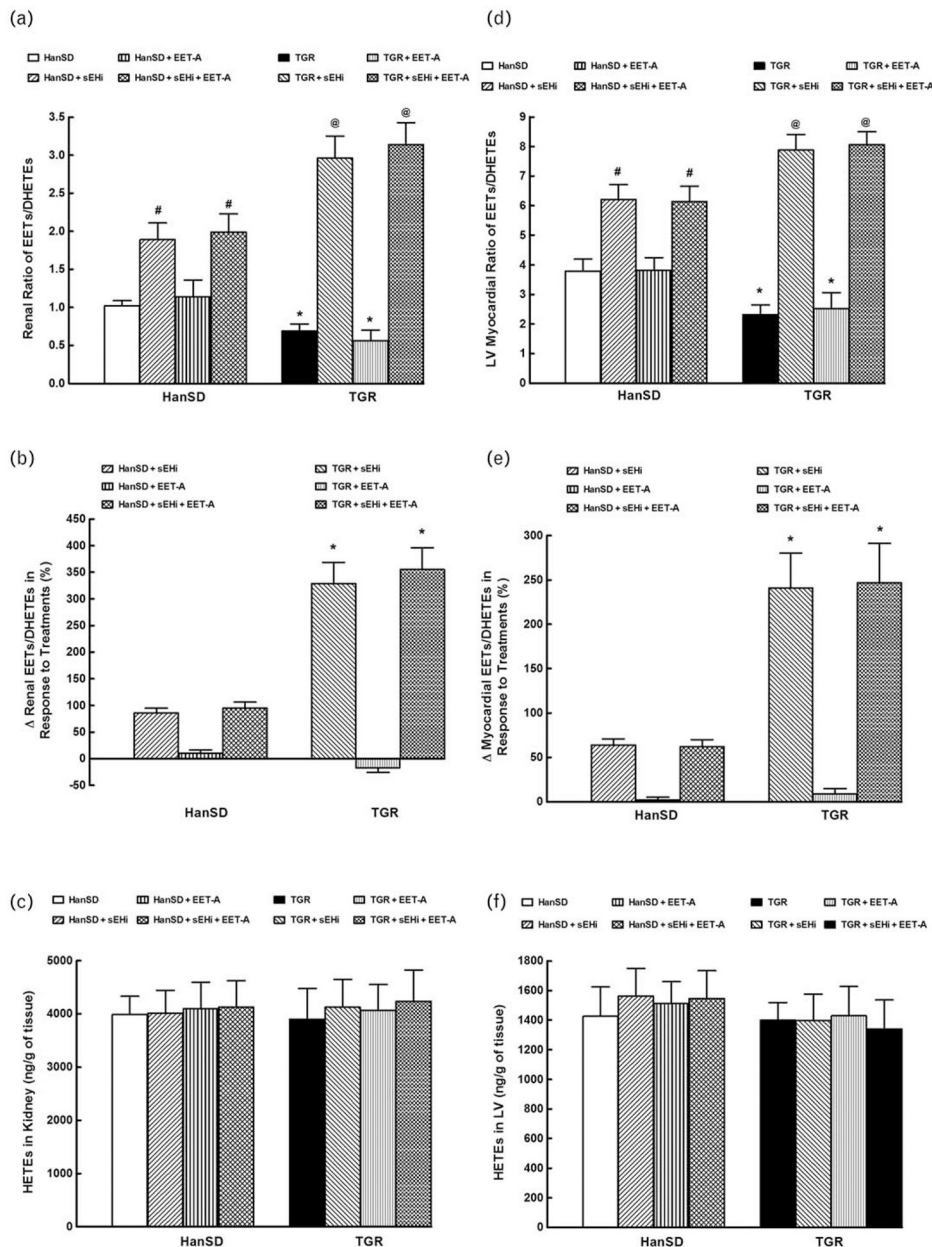 (a)
HanSD
HanSD + EET-A
TGR
TGR + EET-A
HanSD + sEHi
HanSD + sEHi + EET-A
TGR + sEHi
TGR + sEHi + EET-A
Renal Ratio of EETs/DHETEs
3.5
3.0
2.5
2.0
1.5
1.0
0.5
0.0
#
#
*
@
*
@
HanSD
TGR
(d)
HanSD
HanSD + EET-A
TGR
TGR + EET-A
HanSD + sEHi
HanSD + sEHi + EET-A
TGR + sEHi
TGR + sEHi + EET-A
LV Myocardial Ratio of EETs/DHETEs
9
8
7
6
5
4
3
2
1
0
#
#
*
@
*
@
HanSD
TGR
(b)
HanSD + sEHi
TGR + sEHi
HanSD + EET-A
TGR + EET-A
HanSD + sEHi + EET-A
TGR + sEHi + EET-A
Δ Renal EETs/DHETEs in
Response to Treatments (%)
450
400
350
300
250
200
150
100
50
0
-50
*
*
HanSD
TGR
(e)
HanSD + sEHi
TGR + sEHi
HanSD + EET-A
TGR + EET-A
HanSD + sEHi + EET-A
TGR + sEHi + EET-A
Δ Myocardial EETs/DHETEs in
Response to Treatments (%)
300
250
200
150
100
50
0
*
*
HanSD
TGR
(c)
HanSD
HanSD + EET-A
TGR
TGR + EET-A
HanSD + sEHi
HanSD + sEHi + EET-A
TGR + sEHi
TGR + sEHi + EET-A
HETEs in Kidney (ng/g of tissue)
5000
4000
3000
2000
1000
0
HanSD
TGR
(f)
HanSD
HanSD + EET-A
TGR
TGR + EET-A
HanSD + sEHi
HanSD + sEHi + EET-A
TGR + sEHi
TGR + sEHi + EET-A
HETEs in LV (ng/g of tissue)
1800
1600
1400
1200
1000
800
600
400
200
0
HanSD
TGR